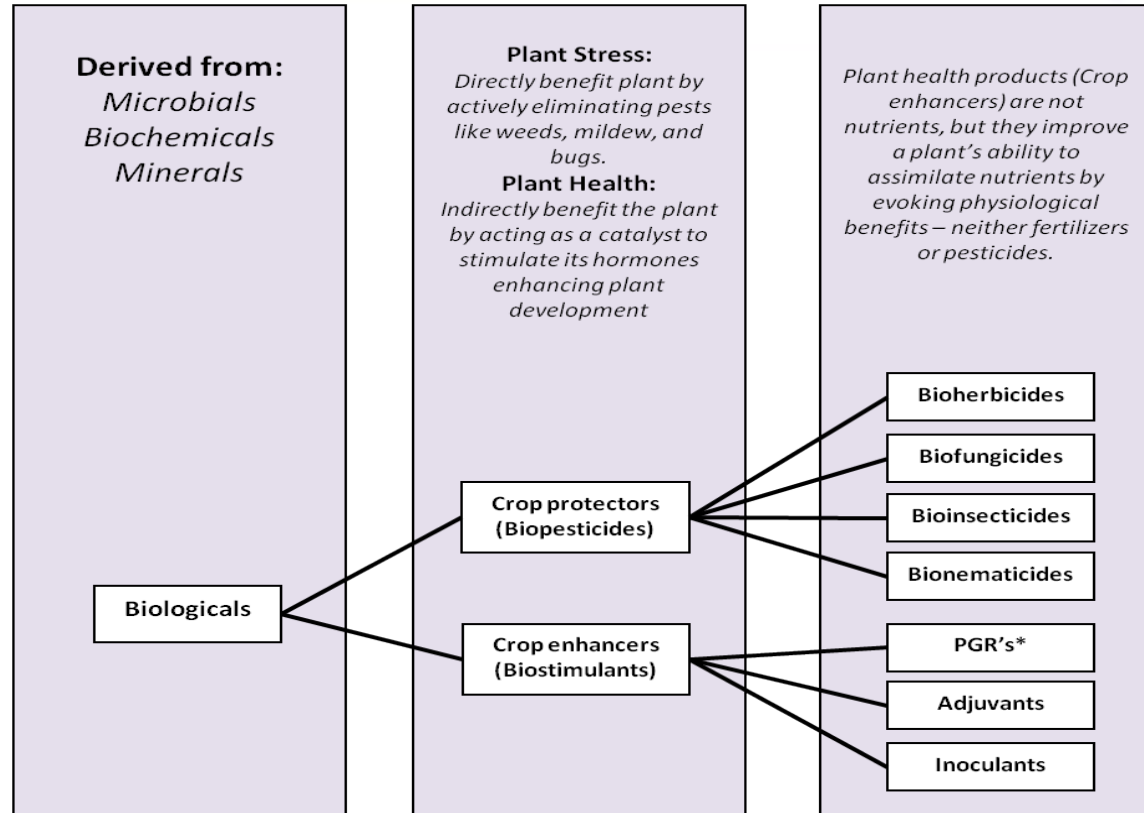 Derived from:
Microbials
Biochemicals
Minerals
Biologicals
Plant Stress:
Directly benefit plant by
actively eliminating pests
like weeds, mildew, and
bugs.
Plant Health:
Indirectly benefit the plant
by acting as a catalyst to
stimulate its hormones
enhancing plant
development
Crop protectors
(Biopesticides)
Crop enhancers
(Biostimulants)
Plant health products (Crop
enhancers) are not
nutrients, but they improve
a plant’s ability to
assimilate nutrients by
evoking physiological
benefits – neither fertilizers
or pesticides.
Bioherbicides
Biofungicides
Bioinsecticides
Bionematicides
PGR’s*
Adjuvants
Inoculants